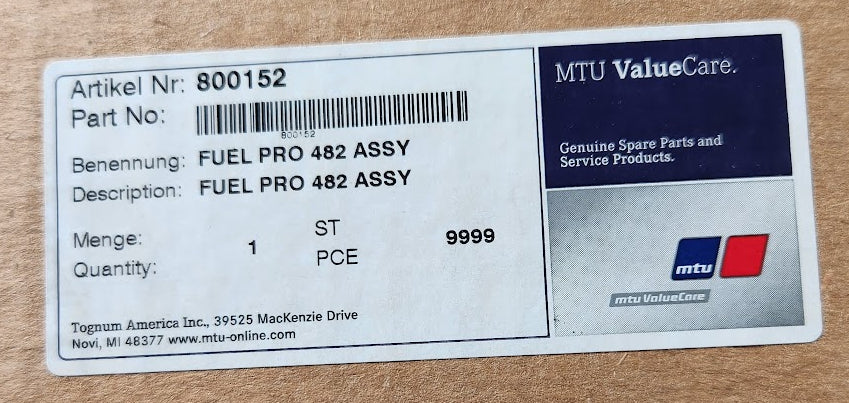 Artikel Nr: 800152
Part No:
800152
Benennung: FUEL PRO 482 ASSY
Description: FUEL PRO 482 ASSY
Menge:
Quantity:
1
ST
PCE
9999
Tognum America Inc., 39525 MacKenzie Drive
Novi, MI 48377 www.mtu-online.com
MTU ValueCare.
Genuine Spare Parts and
Service Products.
mtu
mtu ValueCare